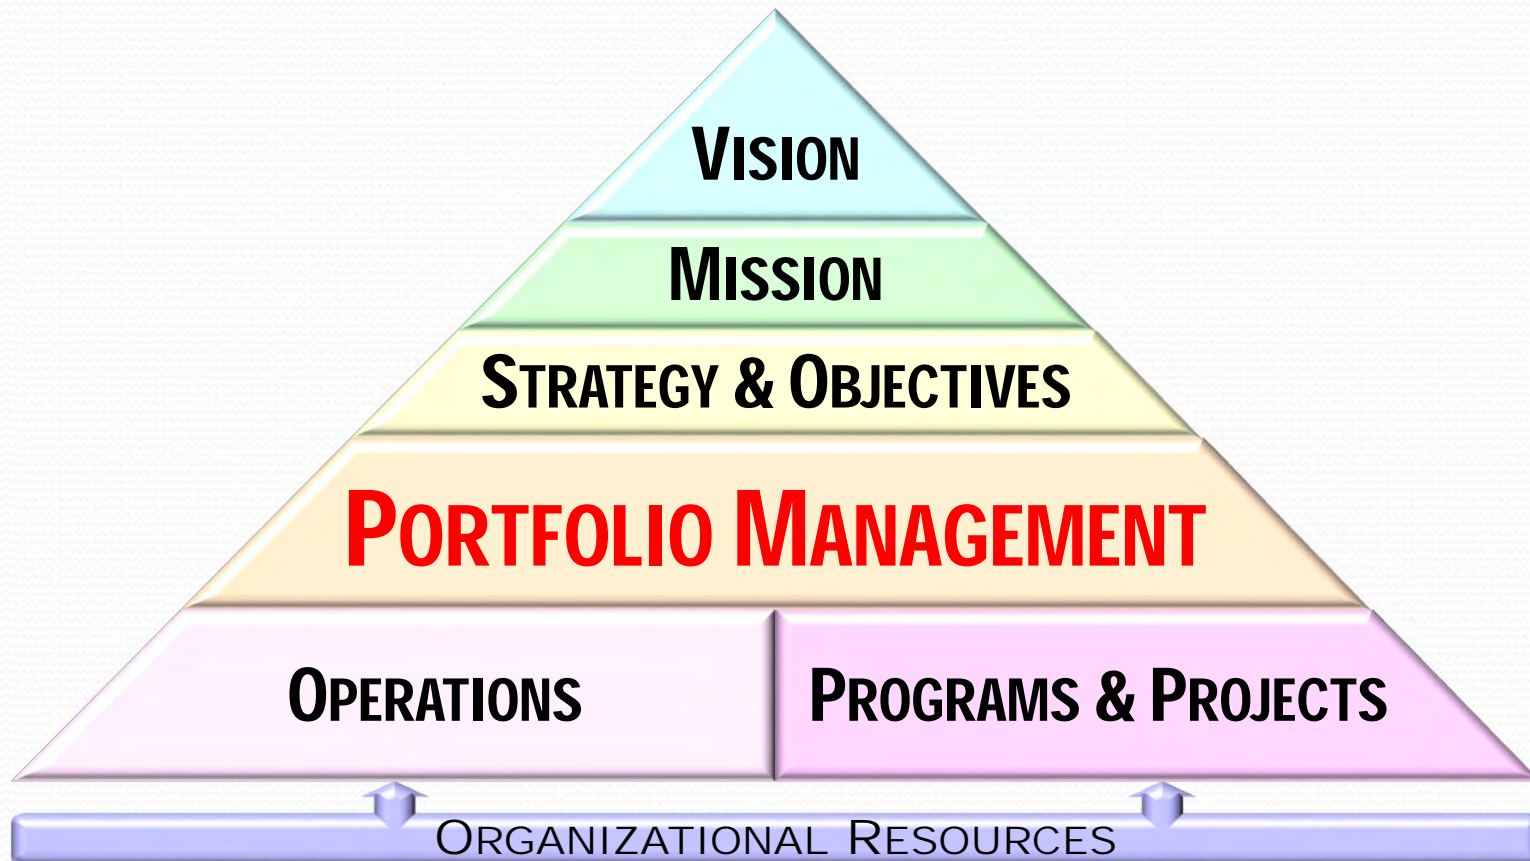 VISION
MISSION
STRATEGY & OBJECTIVES
PORTFOLIO MANAGEMENT
OPERATIONS
PROGRAMS & PROJECTS
ORGANIZATIONAL RESOURCES